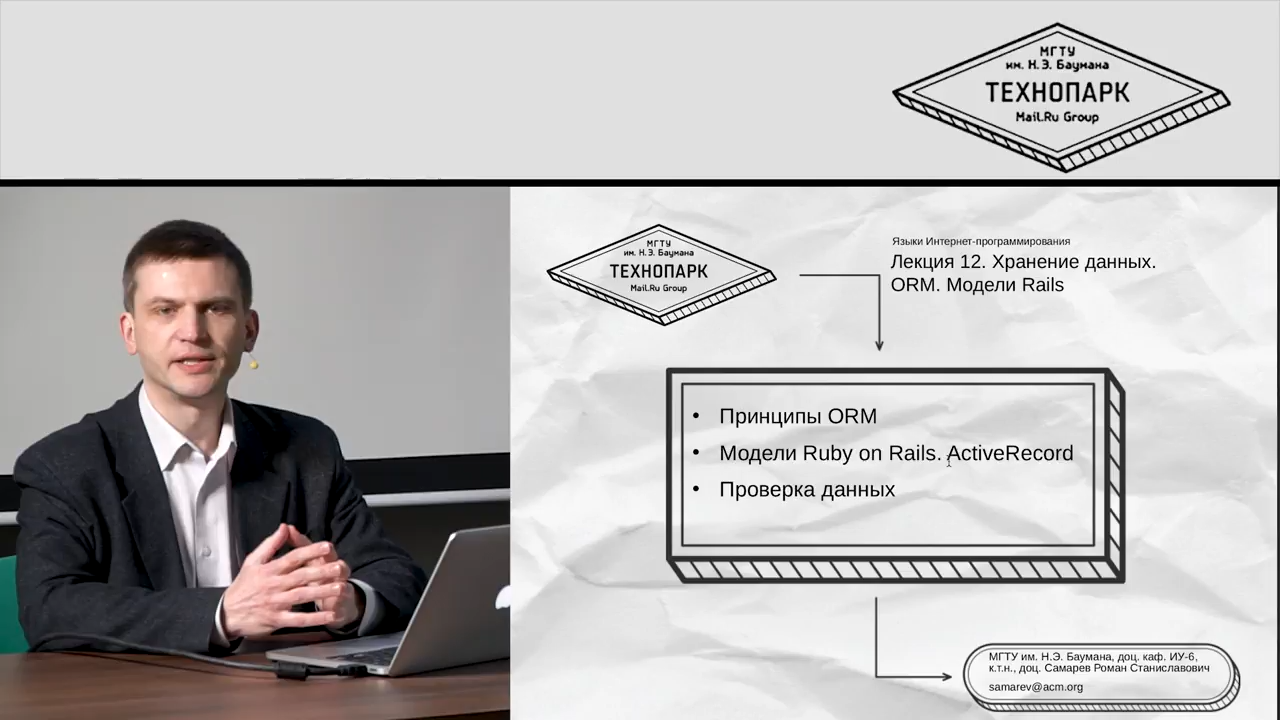 МГТУ
им. Н.Э. Баумана
ТЕХНОПАРК
Mail.Ru Group
МГТУ
им. Н.Э. Баумана
ТЕХНОПАРК
Mail.Ru Group
Языки Интернет-программирования
Лекция 12. Хранение данных.
ORM. Модели Rails
• Принципы ORM
• Модели Ruby on Rails. ActiveRecord
• Проверка данных
МГТУ им. Н.Э. Баумана, доц. каф. ИУ-6,
к.т.н., доц. Самарев Роман Станиславович
samarev@acm.org